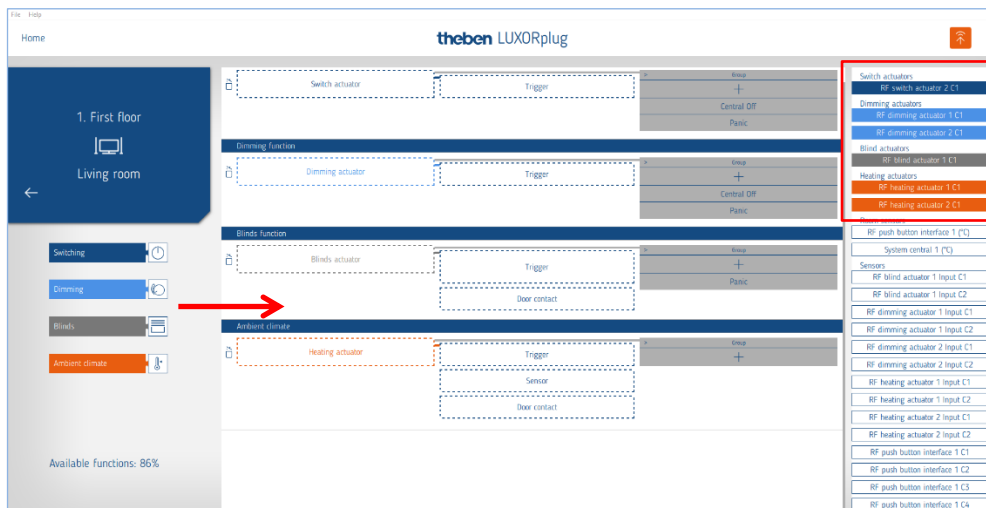 File Help
Home
theben LUXORplug
1. First floor
Living room
Switching
Dimming
Blinds
Ambient climate
Available functions: 86%
Switch actuator
Trigger
Group
+
Central Off
Panic
Dimming function
Dimming actuator
Trigger
Group
+
Central Off
Panic
Blinds function
Blinds actuator
Trigger
Door contact
Group
+
Panic
Ambient climate
Heating actuator
Trigger
Sensor
Door contact
Group
+
Switch actuators
RF switch actuator 2 C1
Dimming actuators
RF dimming actuator 1 C1
RF dimming actuator 2 C1
Blind actuators
RF blind actuator 1 C1
Heating actuators
RF heating actuator 1 C1
RF heating actuator 2 C1
RF push button interface 1 (°C)
System central 1 (°C)
Sensors
RF blind actuator 1 Input C1
RF blind actuator 1 Input C2
RF dimming actuator 1 Input C1
RF dimming actuator 1 Input C2
RF dimming actuator 2 Input C1
RF dimming actuator 2 Input C2
RF heating actuator 1 Input C1
RF heating actuator 1 Input C2
RF heating actuator 2 Input C1
RF heating actuator 2 Input C2
RF push button interface 1 C1
RF push button interface 1 C2
RF push button interface 1 C3
RF push button interface 1 C4